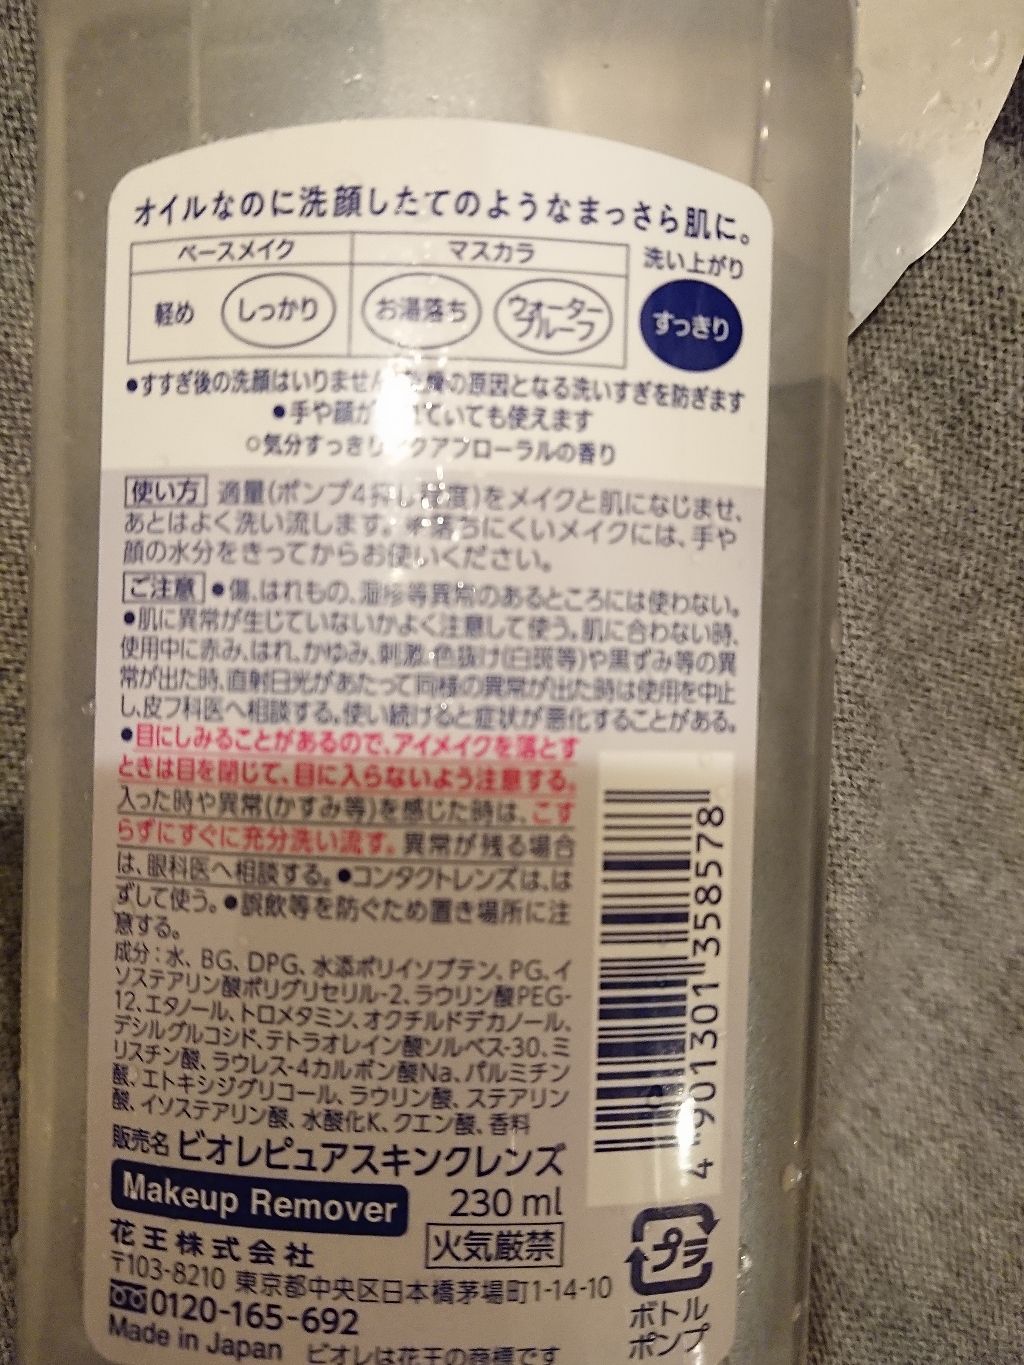 オイルなのに洗顔したてのようなまっさら肌に。
ベースメイク マスカラ 洗い上がり
軽め しっかり お湯落ち ウォータープルーフ すっきり
●すすぎ後の洗顔はいりません の原因となる洗いすぎを防ぎます
●手や顔が れていても使えます
○気分すっきり アクアフローラルの香り
使い方 適量(ポンプ4押し程度)をメイクと肌になじませ、
あとはよく洗い流します。 落ちにくいメイクには、手や
顔の水分をきってからお使いください。
ご注意 ●傷、はれもの、湿疹等異常のあるところには使わない。
●肌に異常が生じていないかよく注意して使う。肌に合わない時、
使用中に赤み、はれ、かゆみ、刺激、色抜け(白斑等)や黒ずみ等の異
常が出た時、直射日光があたって同様の異常が出た時は使用を中止
し、皮フ科医へ相談する。使い続けると症状が悪化することがある。
●目にしみることがあるので、アイメイクを落とす
ときは目を閉じて、目に入らないよう注意する。
入った時や異常(かすみ等)を感じた時は、こす
らずにすぐに充分洗い流す。異常が残る場合
は、眼科医へ相談する。●コンタクトレンズは、は
ずして使う。●誤飲等を防ぐため置き場所に注
意する。
成分：水、BG、DPG、水添ポリイソブテン、PG、イ
ソステアリン酸ポリグリセリル-2、ラウリン酸PEG-
12、エタノール、トロメタミン、オクチルドデカノール、
デシルグルコシド、テトラオレイン酸ソルベス-30、ミ
リスチン酸、ラウレス-4カルボン酸Na、パルミチン
酸、エトキシジグリコール、ラウリン酸、ステアリン
酸、イソステアリン酸、水酸化K、クエン酸、香料
販売名 ビオレピュアスキンクレンズ
Makeup Remover 230 ml
花王株式会社 火気厳禁
〒103-8210 東京都中央区日本橋茅場町1-14-10
0120-165-692
Made in Japan ビオレは花王の商標です
4 901301 358578
プラ
ボトル
ポンプ